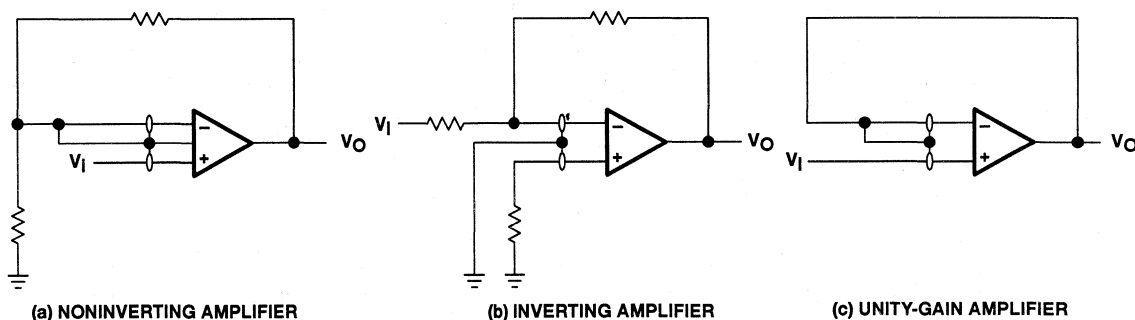 −
+
VI
VO
(a) NONINVERTING AMPLIFIER
VI
−
+
VO
(b) INVERTING AMPLIFIER
−
+
VI
VO
(c) UNITY-GAIN AMPLIFIER